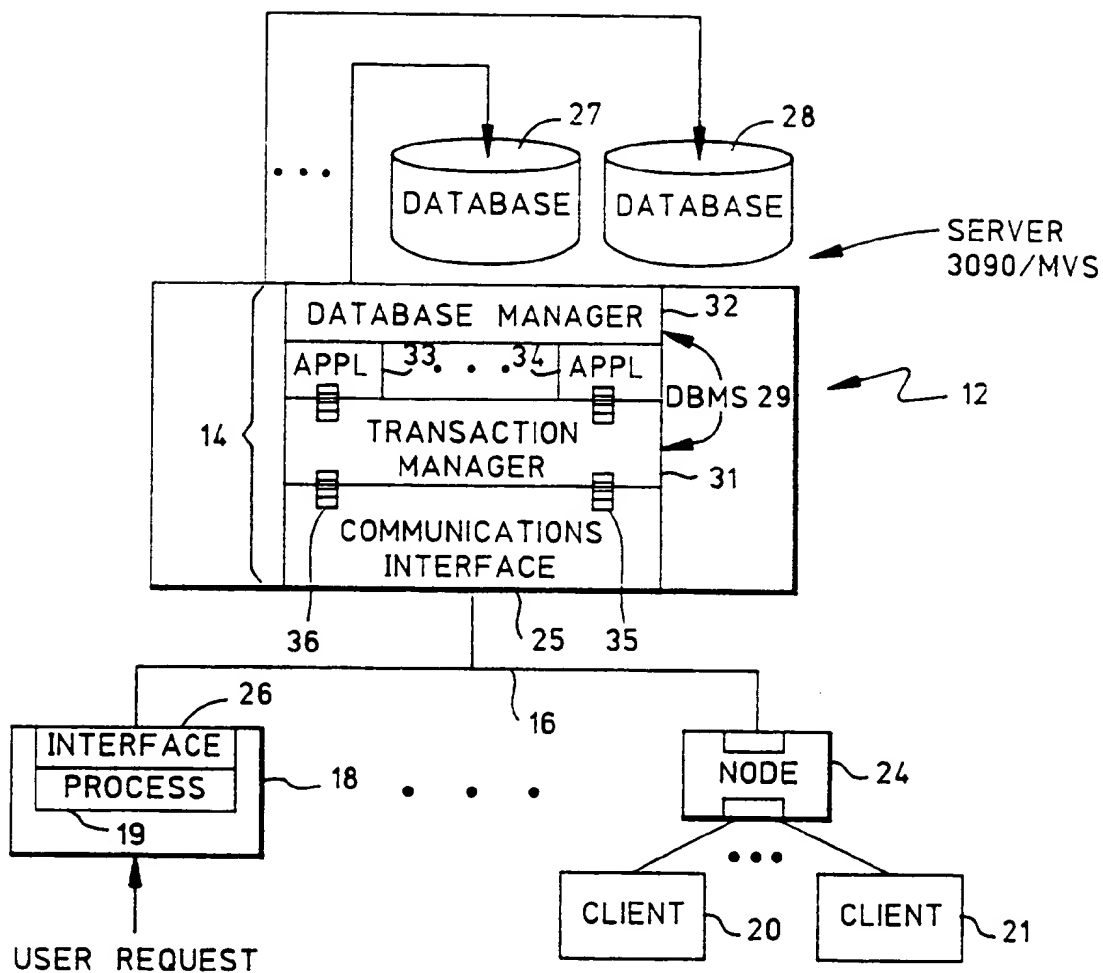 27
28
DATABASE
DATABASE
SERVER
3090/MVS
DATABASE MANAGER
32
APPL
33
34
APPL
DBMS 29
12
14
TRANSACTION
MANAGER
31
COMMUNICATIONS
INTERFACE
36
25
35
26
16
INTERFACE
PROCESS
18
19
NODE
24
CLIENT
20
CLIENT
21
USER REQUEST